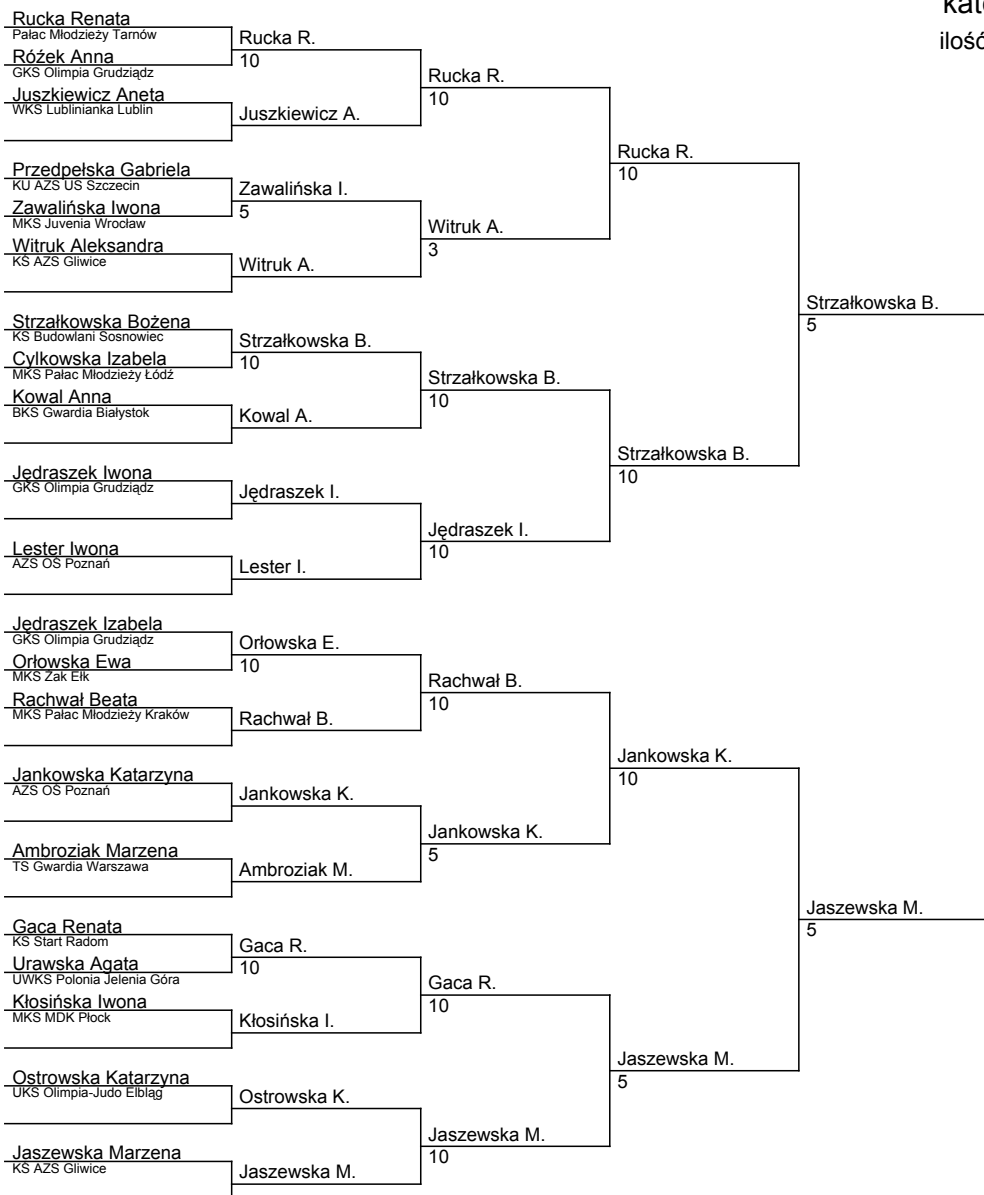 kat
ilość
Rucka Renata
Pałac Młodzieży Tarnów
Rucka R.
10
Różek Anna
GKS Olimpia Grudziądz
Rucka R.
10
Juszkiewicz Aneta
WKS Lublinianka Lublin
Juszkiewicz A.
Rucka R.
10
Przedpełska Gabriela
KU AZS US Szczecin
Zawalińska I.
5
Zawalińska Iwona
MKS Juvenia Wrocław
Witruk A.
3
Witruk Aleksandra
KŚ AZS Gliwice
Witruk A.
Strzałkowska B.
5
Strzałkowska Bożena
KS Budowlani Sosnowiec
Strzałkowska B.
10
Cylkowska Izabela
MKS Pałac Młodzieży Łódź
Strzałkowska B.
10
Kowal Anna
BKS Gwardia Białystok
Kowal A.
Strzałkowska B.
10
Jędraszek Iwona
GKS Olimpia Grudziądz
Jędraszek I.
Jędraszek I.
10
Lester Iwona
AZS OŚ Poznań
Lester I.
Jędraszek Izabela
GKS Olimpia Grudziądz
Orłowska E.
10
Orłowska Ewa
MKS Żak Ełk
Rachwał B.
10
Rachwał Beata
MKS Pałac Młodzieży Kraków
Rachwał B.
Jankowska K.
10
Jankowska Katarzyna
AZS OŚ Poznań
Jankowska K.
Jankowska K.
5
Ambroziak Marzena
TS Gwardia Warszawa
Ambroziak M.
Jaszewska M.
5
Gaca Renata
KS Start Radom
Gaca R.
10
Urawska Agata
UWKS Polonia Jelenia Góra
Gaca R.
10
Kłosińska Iwona
MKS MDK Płock
Kłosińska I.
Jaszewska M.
5
Ostrowska Katarzyna
UKS Olimpia-Judo Elbląg
Ostrowska K.
Jaszewska M.
10
Jaszewska Marzena
KŚ AZS Gliwice
Jaszewska M.